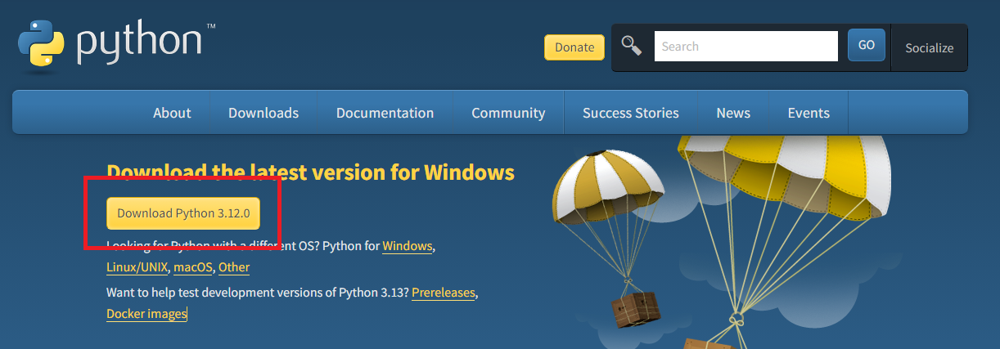 python™
Donate
Search
GO
Socialize
About
Downloads
Documentation
Community
Success Stories
News
Events
Download the latest version for Windows
Download Python 3.12.0
Looking for Python with a different OS? Python for Windows,
Linux/UNIX, macOS, Other
Want to help test development versions of Python 3.13? Prereleases,
Docker images